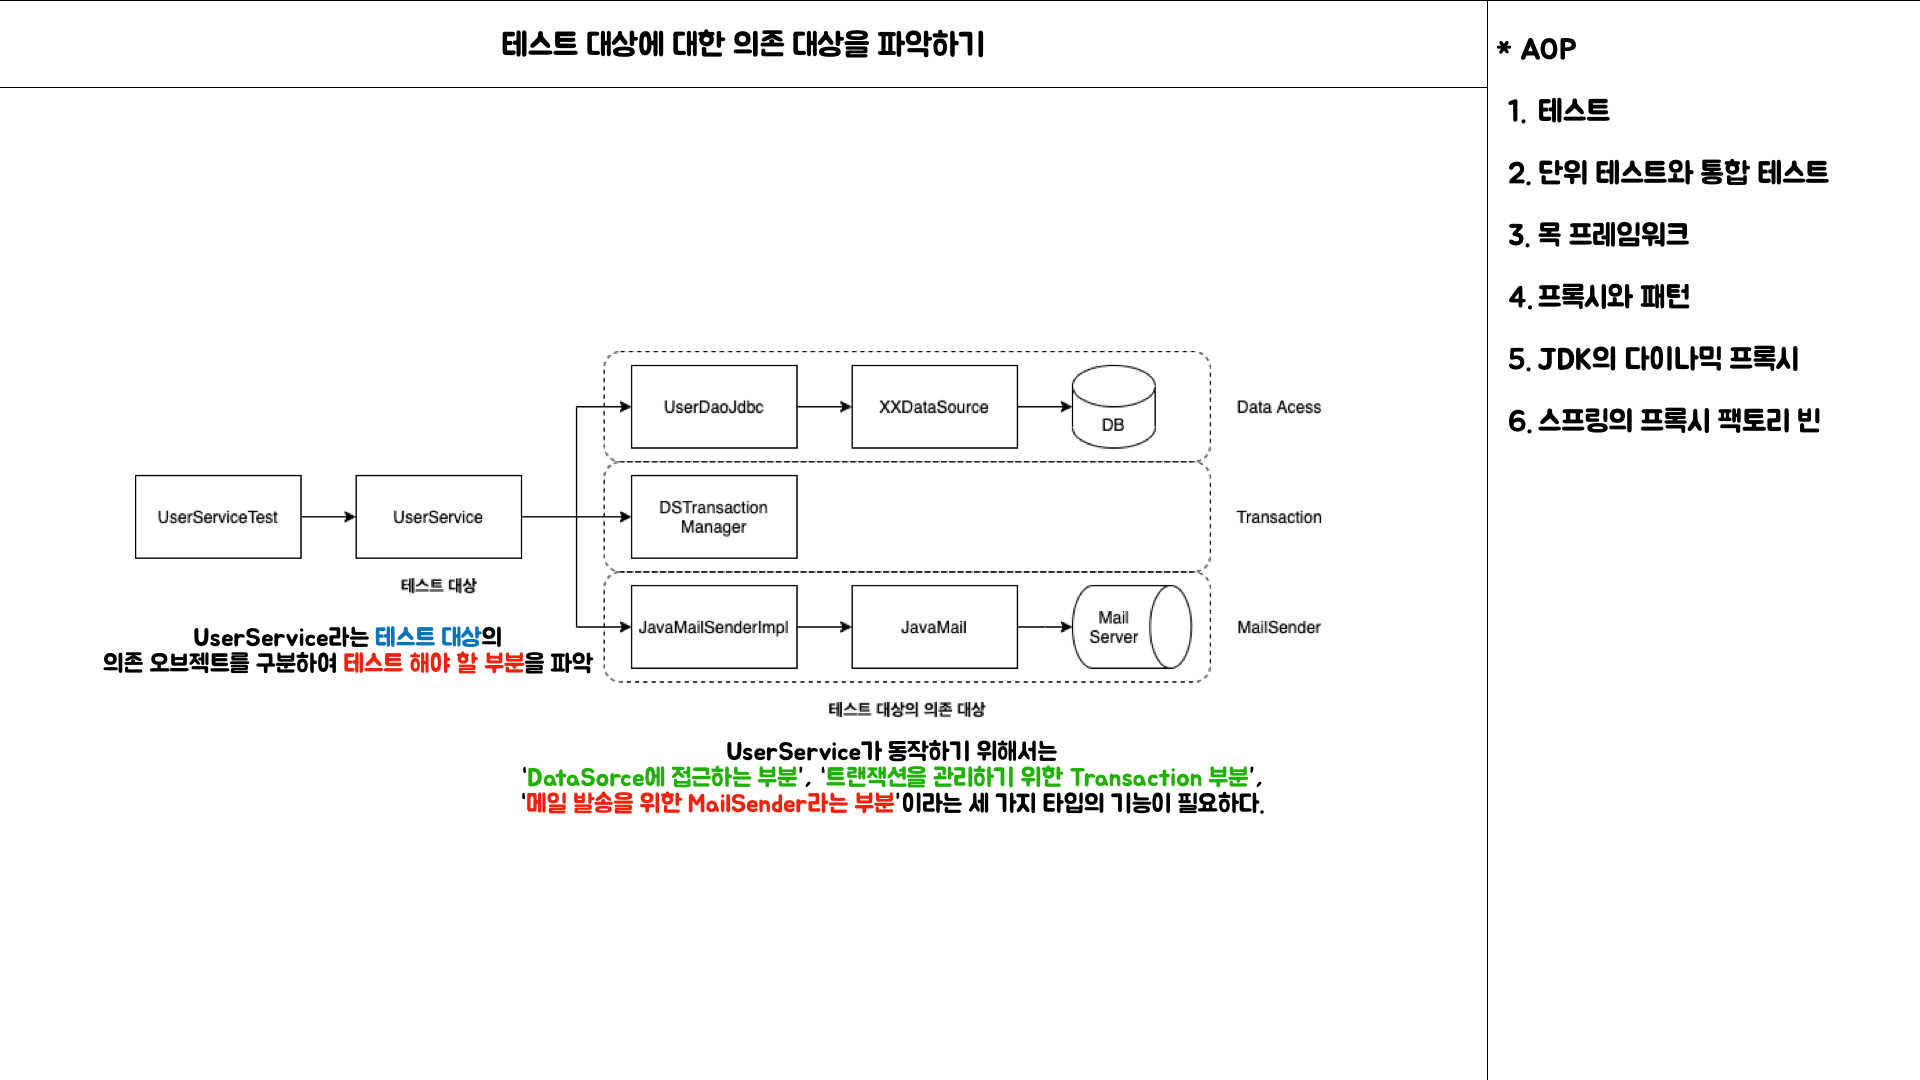 테스트 대상에 대한 의존 대상을 파악하기
* AOP
1. 테스트
2. 단위 테스트와 통합 테스트
3. 목 프레임워크
4. 프록시와 패턴
5. JDK의 다이나믹 프록시
6. 스프링의 프록시 팩토리 빈
UserDaoJdbc
XXDataSource
DB
Data Acess
UserServiceTest
UserService
DSTransaction
Manager
Transaction
테스트 대상
JavaMailSenderImpl
JavaMail
Mail
Server
MailSender
UserService라는 테스트 대상의
의존 오브젝트를 구분하여 테스트 해야 할 부분을 파악
테스트 대상의 의존 대상
UserService가 동작하기 위해서는
‘DataSorce에 접근하는 부분’, ‘트랜잭션을 관리하기 위한 Transaction 부분’,
‘메일 발송을 위한 MailSender라는 부분’이라는 세 가지 타입의 기능이 필요하다.